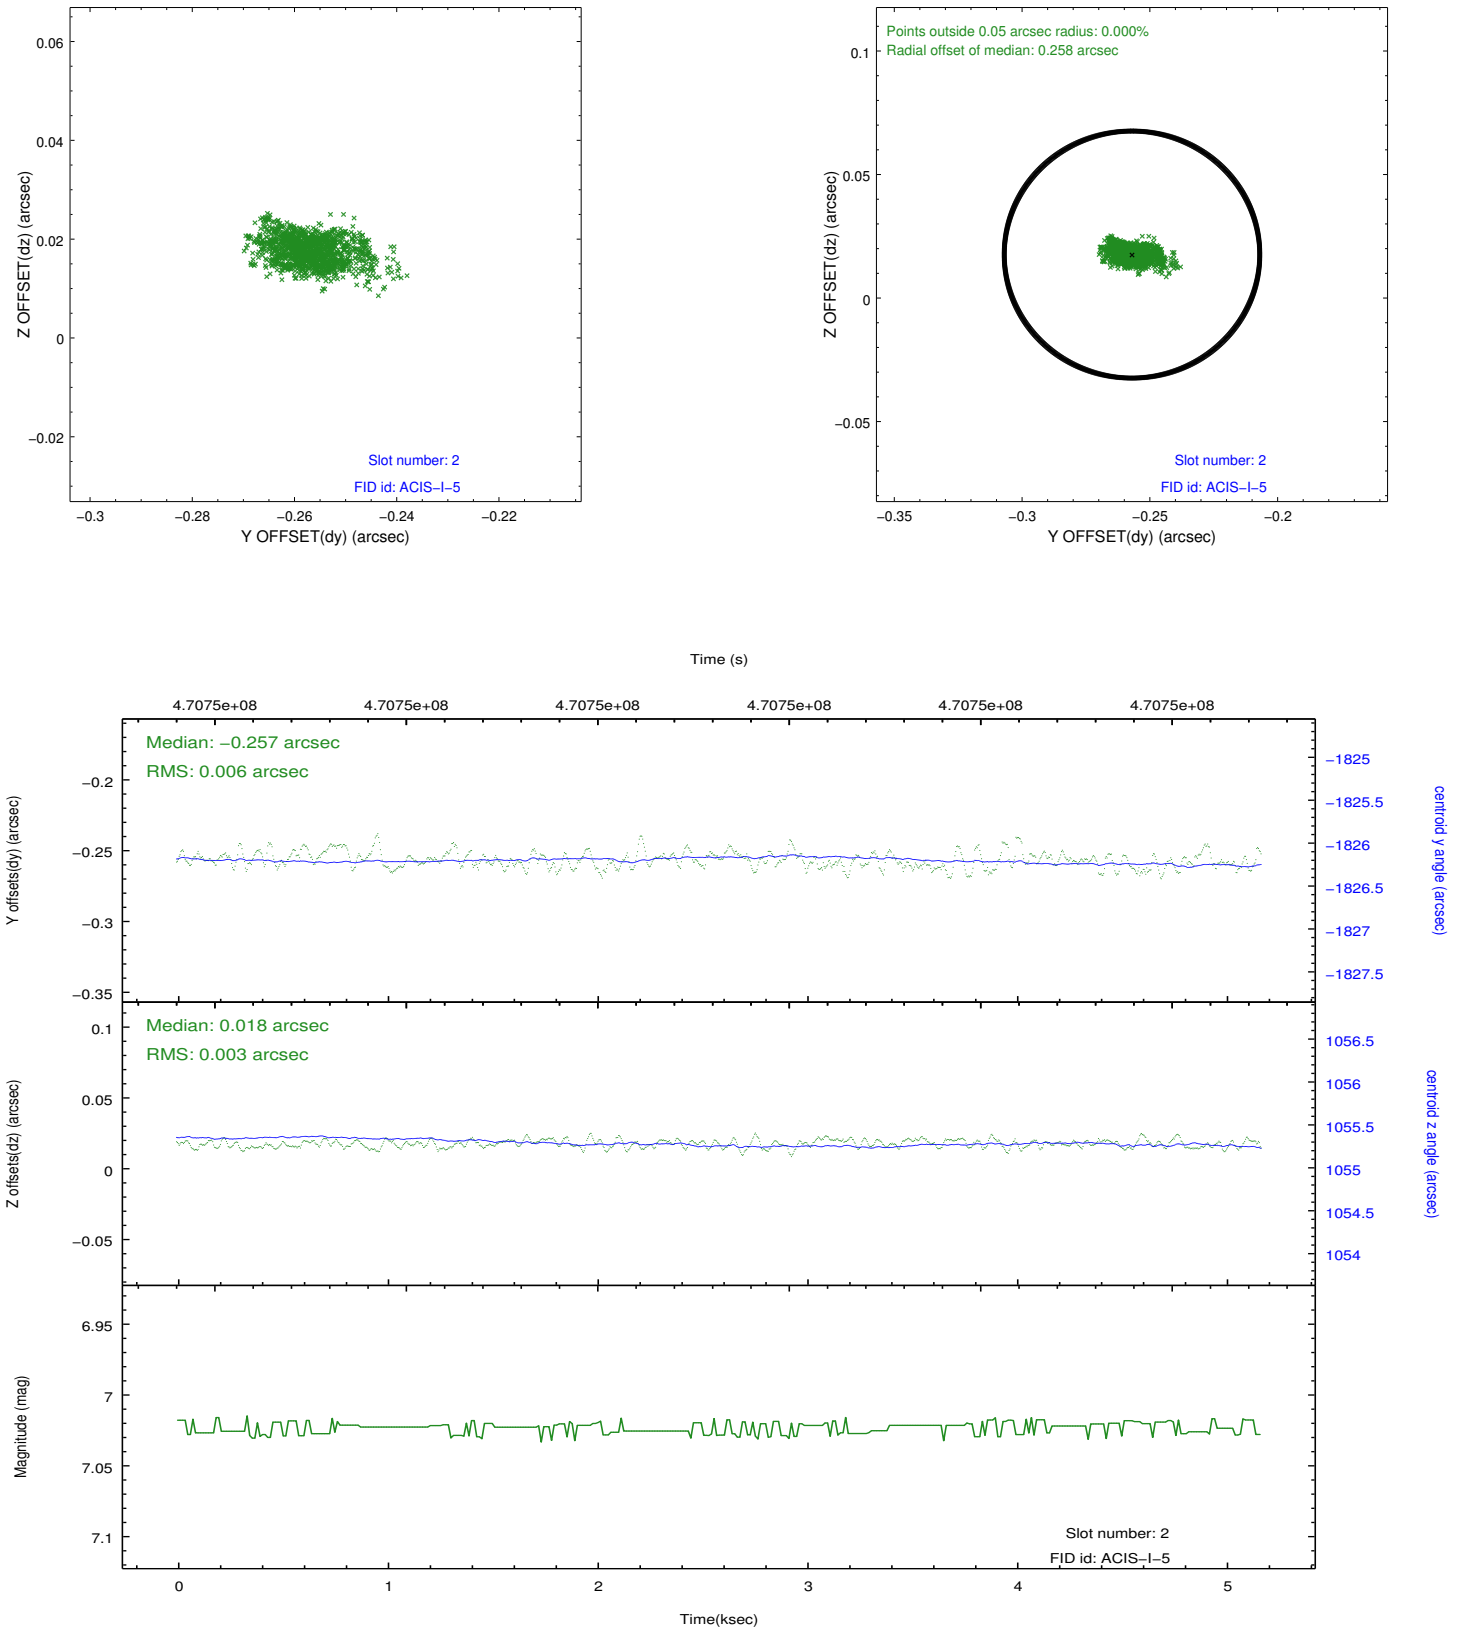 0.06
0.04
0.02
0
−0.02
Z OFFSET(dz) (arcsec)
Slot number: 2
FID id: ACIS−I−5
−0.3
−0.28
−0.26
−0.24
−0.22
Y OFFSET(dy) (arcsec)
Points outside 0.05 arcsec radius: 0.000%
Radial offset of median: 0.258 arcsec
0.1
0.05
0
−0.05
Z OFFSET(dz) (arcsec)
Slot number: 2
FID id: ACIS−I−5
−0.35
−0.3
−0.25
−0.2
Y OFFSET(dy) (arcsec)
Time (s)
4.7075e+08
4.7075e+08
4.7075e+08
4.7075e+08
4.7075e+08
4.7075e+08
Median: −0.257 arcsec
RMS: 0.006 arcsec
−0.2
−0.25
−0.3
−0.35
Y offsets(dy) (arcsec)
−1825
−1825.5
−1826
−1826.5
−1827
−1827.5
centroid y angle (arcsec)
Median: 0.018 arcsec
RMS: 0.003 arcsec
0.1
0.05
0
−0.05
Z offsets(dz) (arcsec)
1056.5
1056
1055.5
1055
1054.5
1054
centroid z angle (arcsec)
6.95
7
7.05
7.1
Magnitude (mag)
Slot number: 2
FID id: ACIS−I−5
0
1
2
3
4
5
Time(ksec)